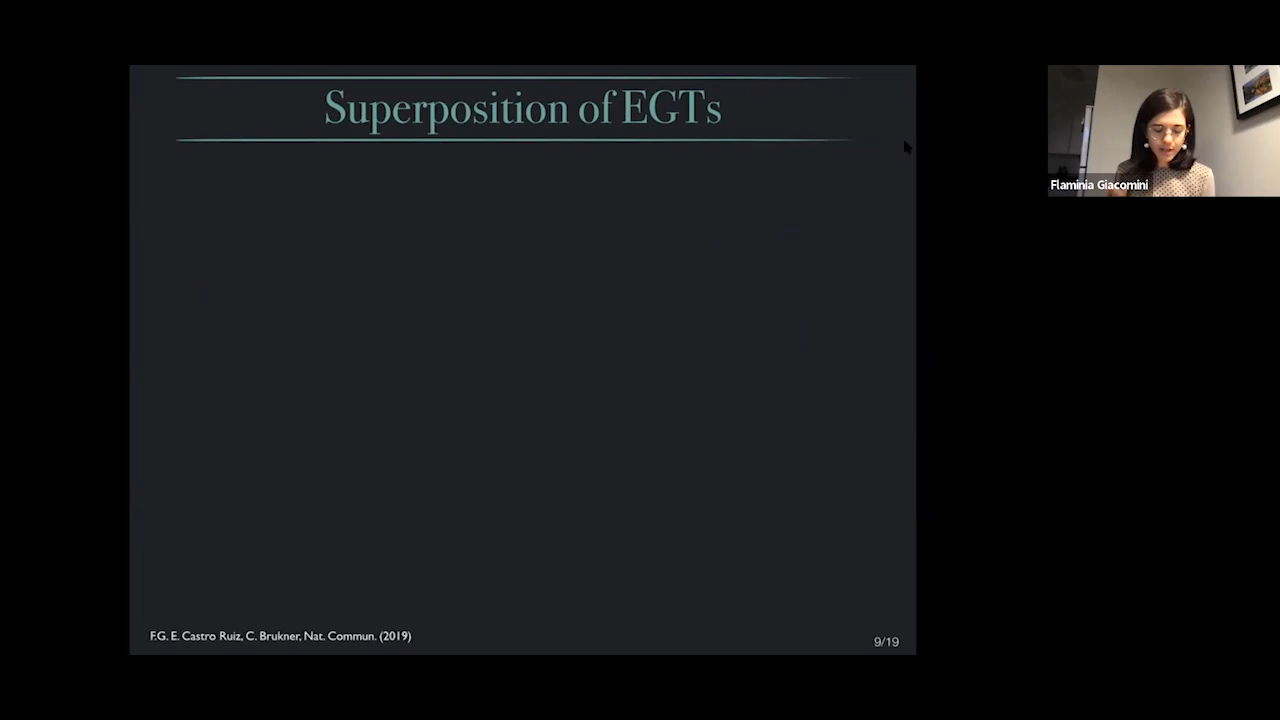 Superposition of EGTs
Flaminia Giacomini
F.G. E. Castro Ruiz, C. Brukner, Nat. Commun. (2019)
9/19